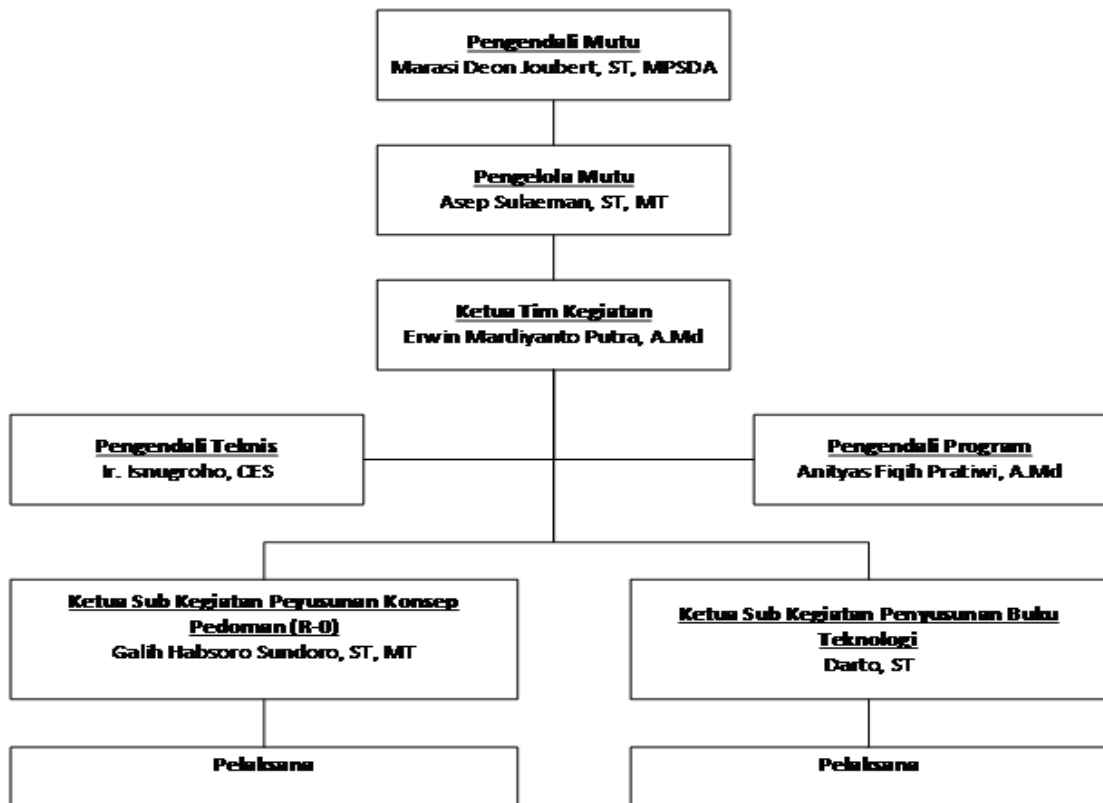 Pengendali Mutu
Marasi Deon Joubert, ST, MPSDA
Pengelola Mutu
Asep Sulaeman, ST, MT
Ketua Tim Kegiatan
Erwin Mardiyanto Putra, A.Md
Pengendali Teknis
Ir. Isnugroho, CES
Pengendali Program
Anityas Fiqih Pratiwi, A.Md
Ketua Sub Kegiatan Peyusunan Konsep
Pedoman (R-0)
Galih Habsoro Sundoro, ST, MT
Ketua Sub Kegiatan Penyusunan Buku
Teknologi
Darto, ST
Pelaksana
Pelaksana